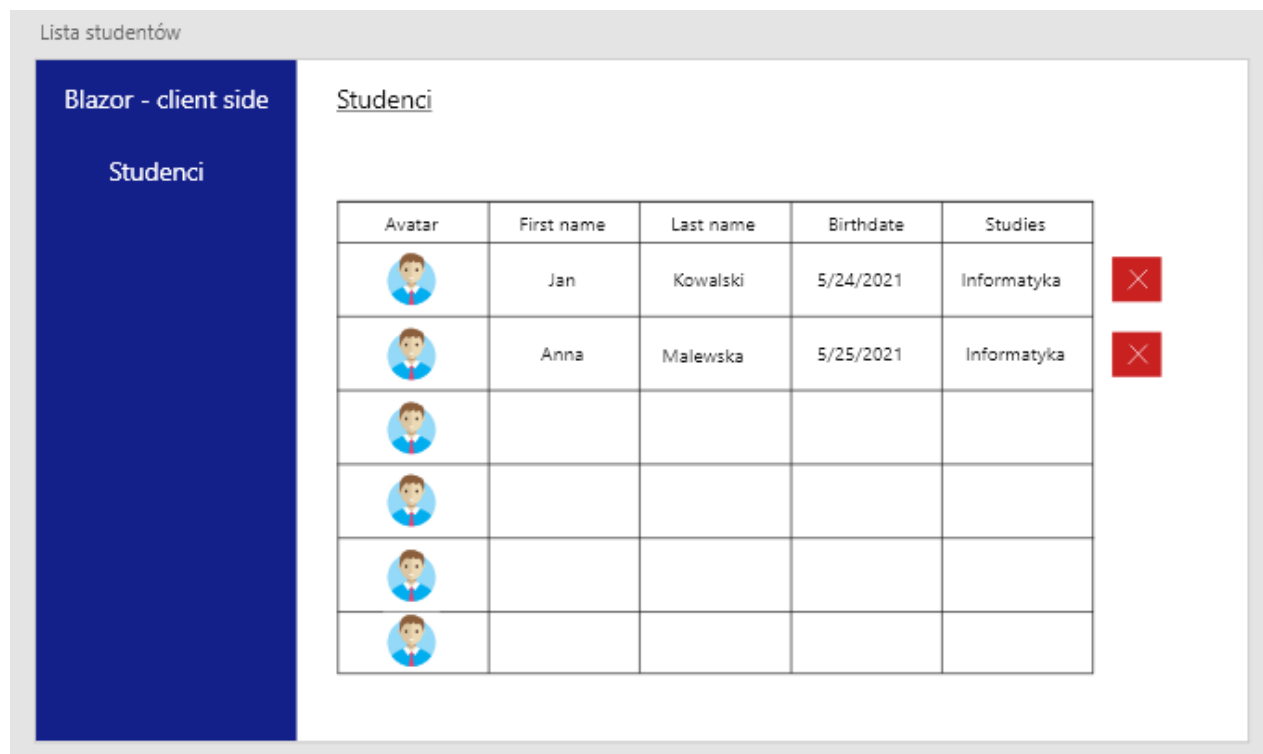 Lista studentów
Blazor - client side
Studenci
Studenci
Avatar First name Last name Birthdate Studies
Jan Kowalski 5/24/2021 Informatyka
Anna Malewska 5/25/2021 Informatyka